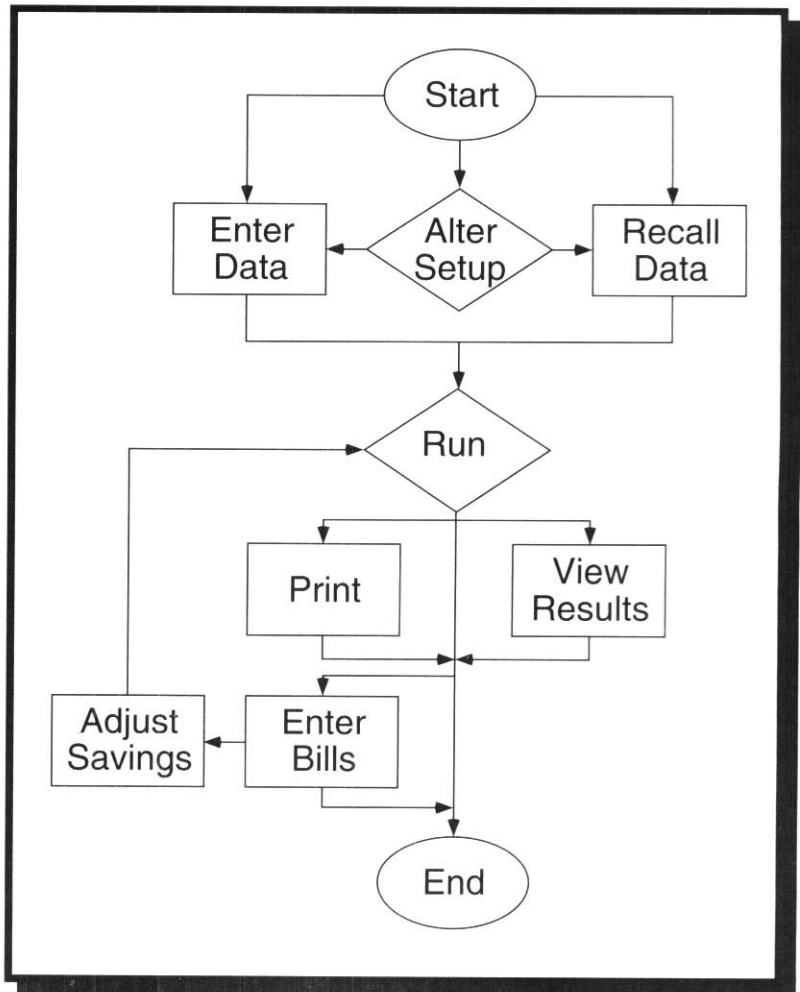 Start
Enter
Data
Alter
Setup
Recall
Data
Run
Print
View
Results
Adjust
Savings
Enter
Bills
End